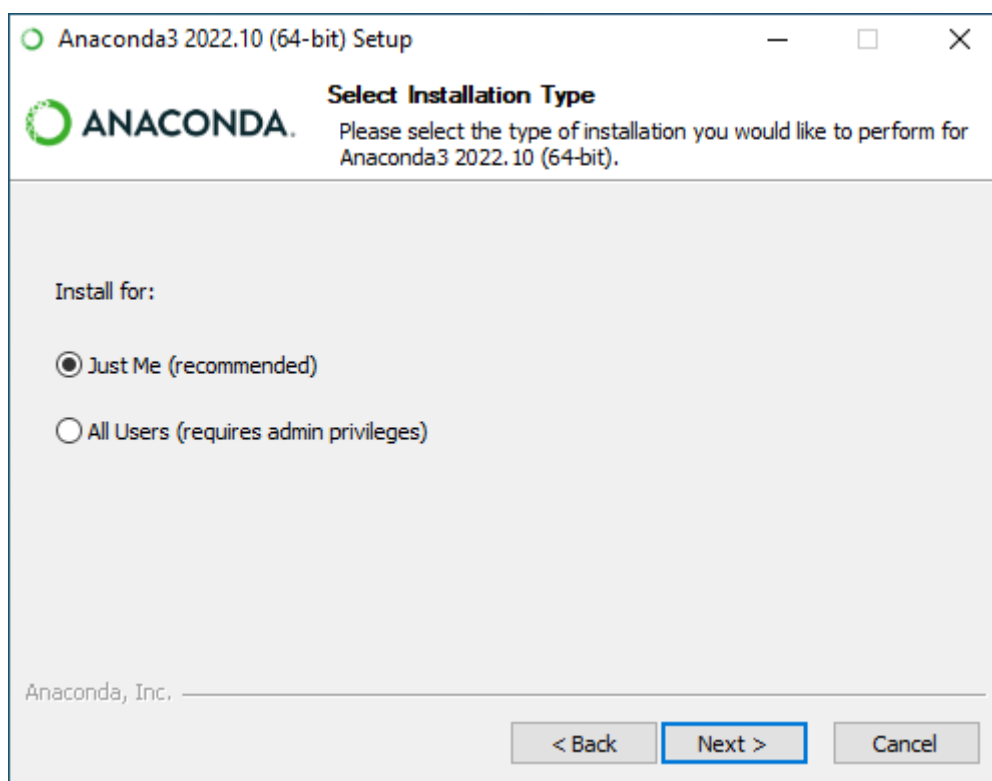 Anaconda3 2022.10 (64-bit) Setup
ANACONDA.
Select Installation Type
Please select the type of installation you would like to perform for
Anaconda3 2022.10 (64-bit).
Install for:
Just Me (recommended)
All Users (requires admin privileges)
Anaconda, Inc.
< Back Next > Cancel